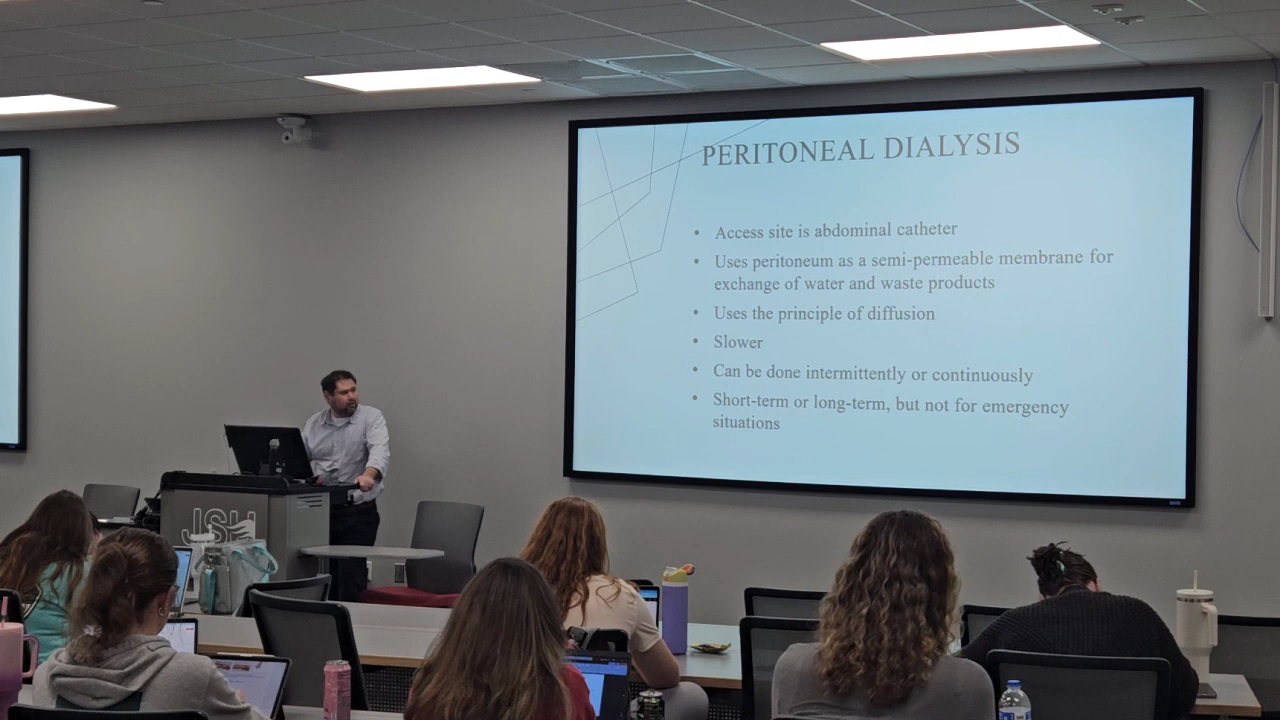 PERITONEAL DIALYSIS
• Access site is abdominal catheter
• Uses peritoneum as a semi-permeable membrane for
exchange of water and waste products
• Uses the principle of diffusion
• Slower
• Can be done intermittently or continuously
• Short-term or long-term, but not for emergency
situations
JSU